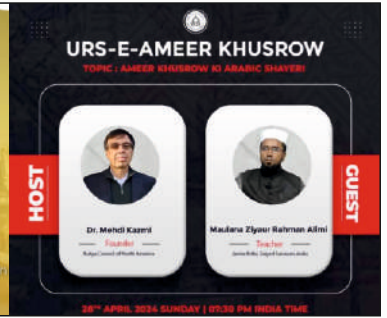 URS-E-AMEER KHUSROW
TOPIC : AMEER KHUSROW KI ARABIC SHAYERI
HOST
Dr. Mehdi Kazmi
Founder
GUEST
Maulana Ziyaur Rahman Alimi
Teacher
28TH APRIL 2024 SUNDAY | 07:30 PM INDIA TIME